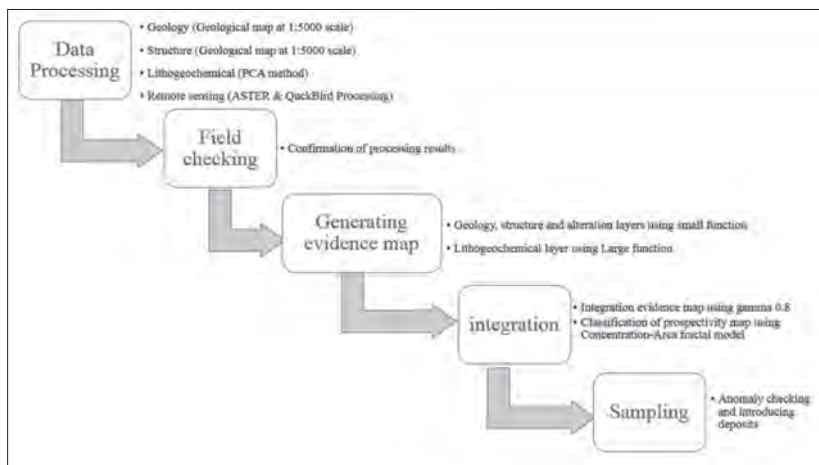 Data
Processing
• Geology (Geological map at 1:5000 scale)
• Structure (Geological map at 1:5000 scale)
• Lithogeochemical (PCA method)
• Remote sensing (ASTER & QuckBird Processing)
Field
checking
• Confirmation of processing results
Generating
evidence map
• Geology, structure and alteration layers using small function
• Lithogeochemical layer using Large function
integration
• Integration evidence map using gamma 0.8
• Classification of prospectivity map using
Concentration-Area fractal model
Sampling
• Anomaly checking
and introducing
deposits